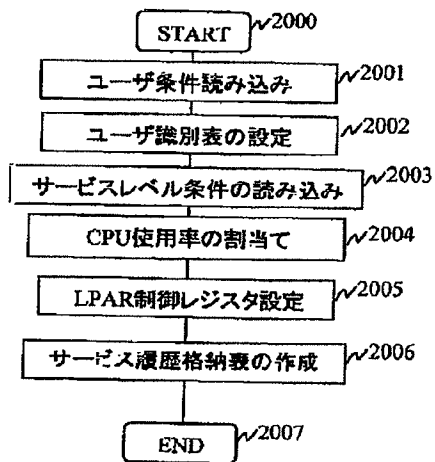 START 2000
ユーザ条件読み込み 2001
ユーザ識別表の設定 2002
サービスレベル条件の読み込み 2003
CPU使用率の割当て 2004
LPAR制御レジスタ設定 2005
サービス履歴格納表の作成 2006
END 2007